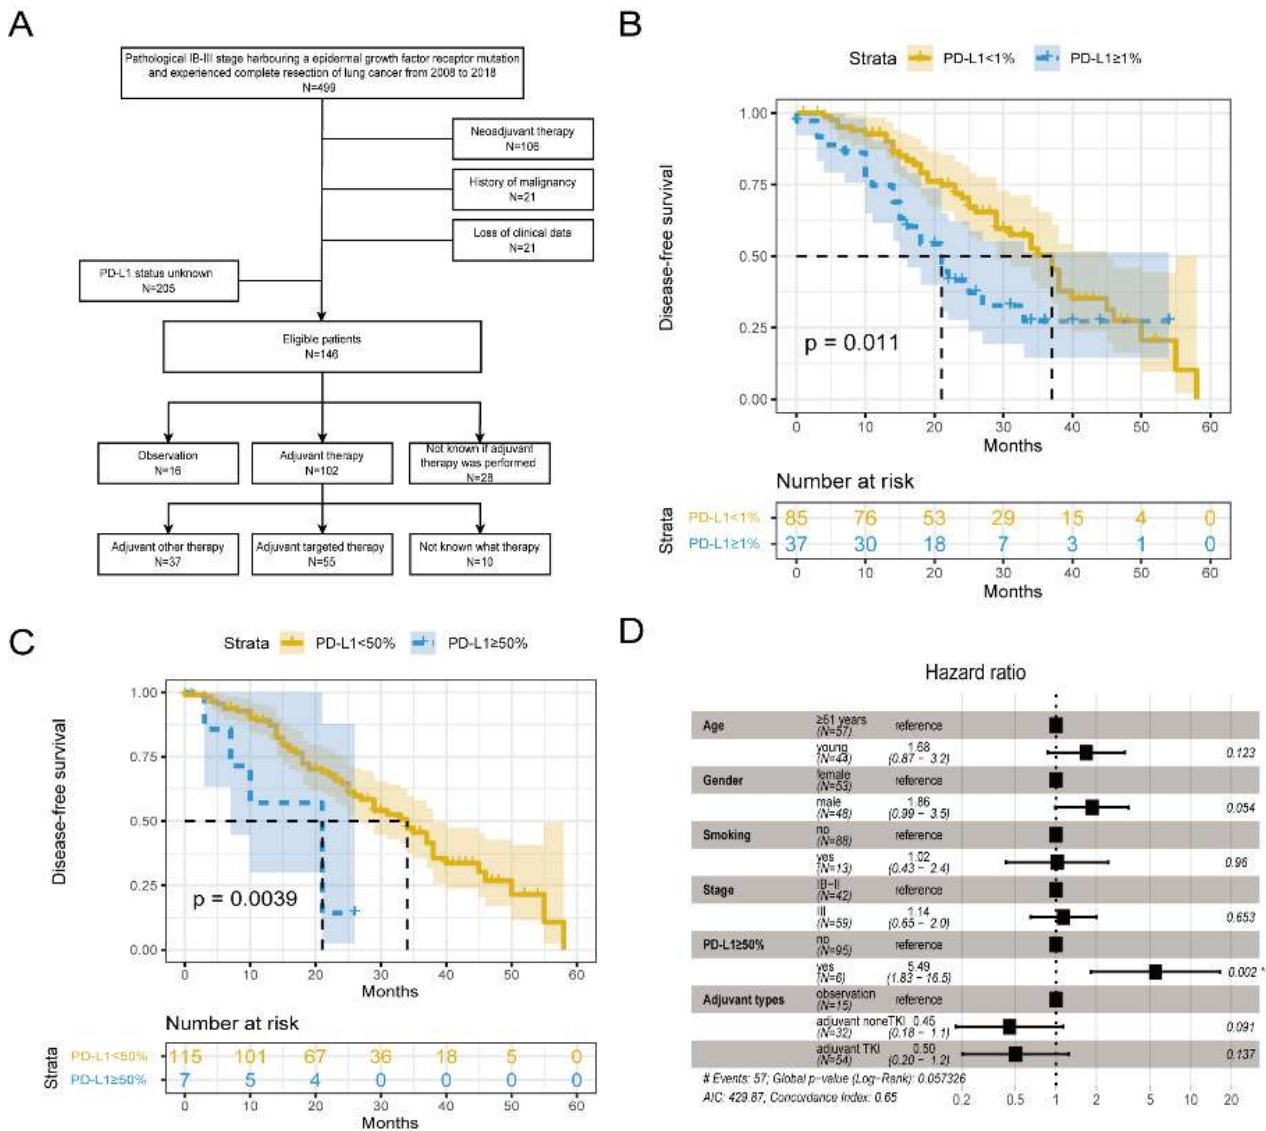 A
Pathological IB-III stage harbouring a epidermal growth factor receptor mutation
and experienced complete resection of lung cancer from 2008 to 2018
N=499
Neoadjuvant therapy
N=106
History of malignancy
N=21
Loss of clinical data
N=21
PD-L1 status unknown
N=205
Eligible patients
N=146
Observation
N=16
Adjuvant therapy
N=102
Not known if adjuvant
therapy was performed
N=28
Adjuvant other therapy
N=37
Adjuvant targeted therapy
N=55
Not known what therapy
N=10
B
Strata PD-L1<1% PD-L1≥1%
Disease-free survival
1.00
0.75
0.50
0.25
0.00
p = 0.011
0 10 20 30 40 50 60
Months
Number at risk
Strata
PD-L1<1% 85 76 53 29 15 4 0
PD-L1≥1% 37 30 18 7 3 1 0
0 10 20 30 40 50 60
Months
C
Strata PD-L1<50% PD-L1≥50%
Disease-free survival
1.00
0.75
0.50
0.25
0.00
p = 0.0039
0 10 20 30 40 50 60
Months
Number at risk
Strata
PD-L1<50% 115 101 67 36 18 5 0
PD-L1≥50% 7 5 4 0 0 0 0
0 10 20 30 40 50 60
Months
D
Hazard ratio
Age ≥61 years (N=57) reference
young (N=44) 1.68 (0.87 – 3.2) 0.123
Gender female (N=53) reference
male (N=48) 1.86 (0.99 – 3.5) 0.054
Smoking no (N=88) reference
yes (N=13) 1.02 (0.43 – 2.4) 0.96
Stage IB–II (N=42) reference
III (N=59) 1.14 (0.65 – 2.0) 0.653
PD-L1≥50% no (N=95) reference
yes (N=6) 5.49 (1.83 – 16.5) 0.002 *
Adjuvant types observation (N=15) reference
adjuvant noneTKI (N=32) 0.45 (0.18 – 1.1) 0.091
adjuvant TKI (N=54) 0.50 (0.20 – 1.2) 0.137
# Events: 57; Global p-value (Log-Rank): 0.057326
AIC: 429.87; Concordance Index: 0.65
0.2 0.5 1 2 5 10 20